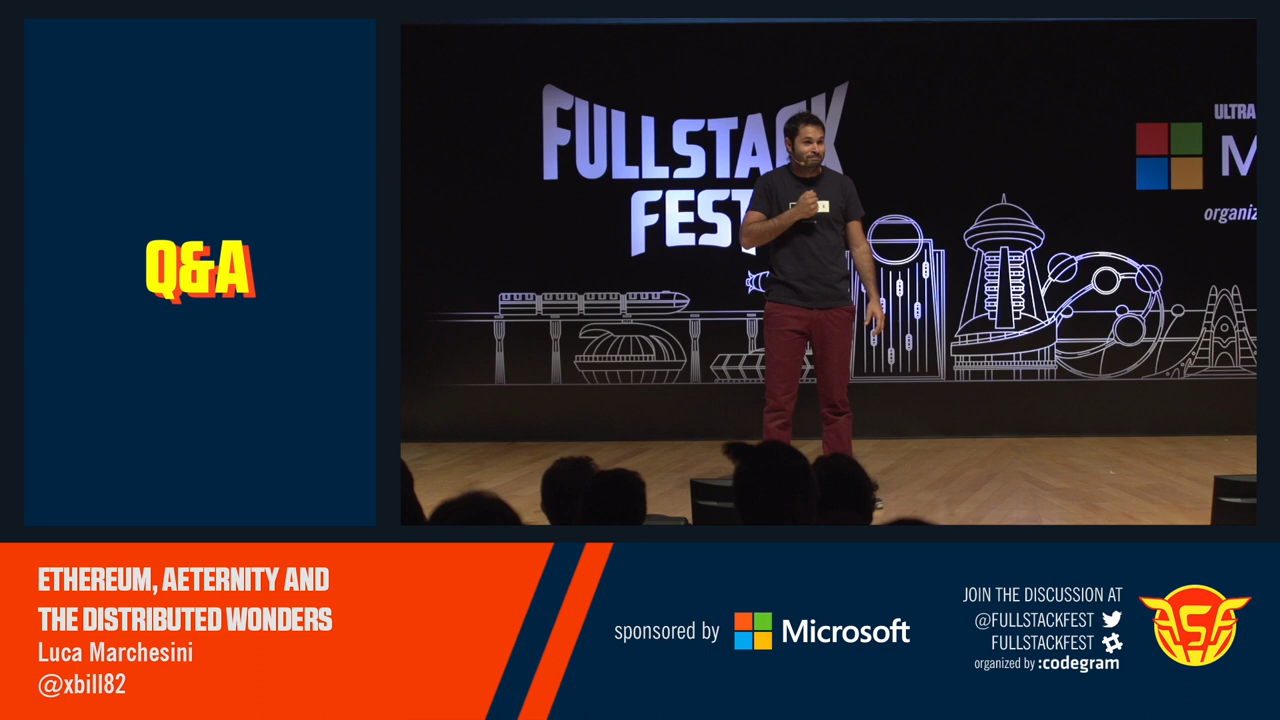 Q&A
FULLSTACK
FEST
ULTRA
M
organiz
ETHEREUM, AETERNITY AND
THE DISTRIBUTED WONDERS
Luca Marchesini
@xbill82
sponsored by Microsoft
JOIN THE DISCUSSION AT
@FULLSTACKFEST
FULLSTACKFEST
organized by :codegram
FSF